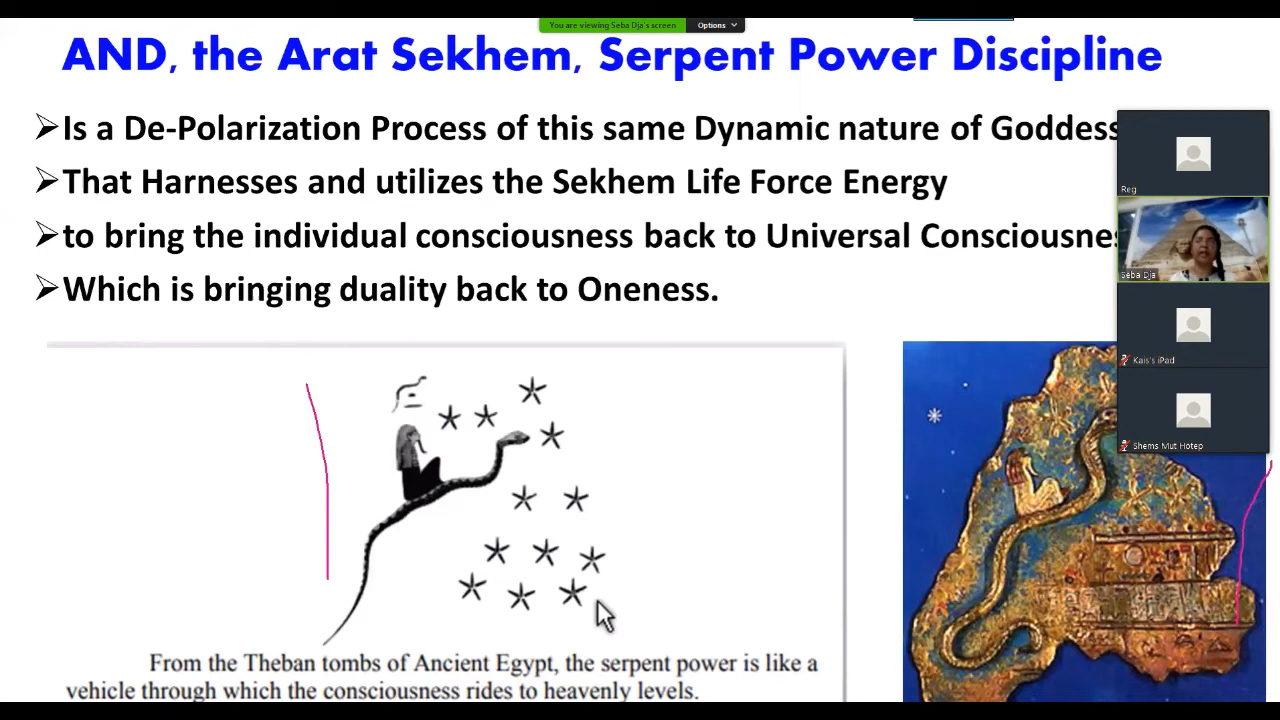 You are viewing Seba Dja's screen Options
AND, the Arat Sekhem, Serpent Power Discipline
Is a De-Polarization Process of this same Dynamic nature of Goddess
That Harnesses and utilizes the Sekhem Life Force Energy
to bring the individual consciousness back to Universal Consciousnes
Which is bringing duality back to Oneness.
Reg
Seba Dja
Kais's iPad
Shems Mut Hotep
From the Theban tombs of Ancient Egypt, the serpent power is like a
vehicle through which the consciousness rides to heavenly levels.